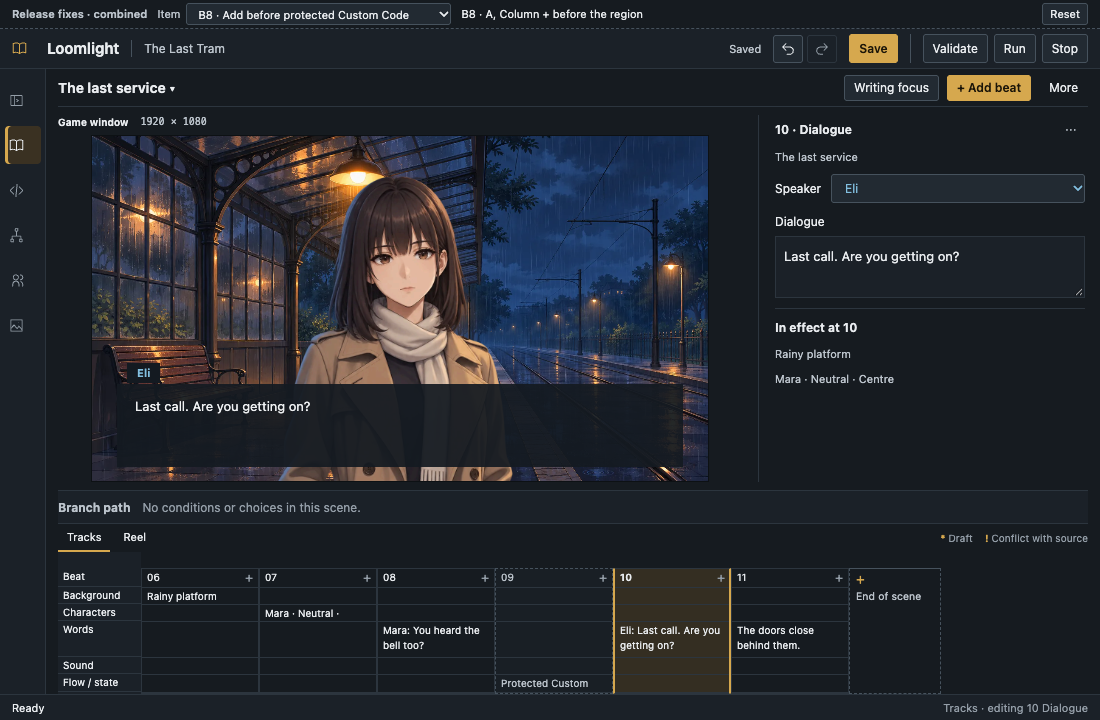 Release fixes · combined Item B8 · Add before protected Custom Code B8 · A, Column + before the region Reset
Loomlight The Last Tram Saved Save Validate Run Stop
The last service ▾ Writing focus + Add beat More
Game window 1920 × 1080
10 · Dialogue ...
The last service
Speaker Eli
Dialogue
Last call. Are you getting on?
In effect at 10
Rainy platform
Mara · Neutral · Centre
Eli
Last call. Are you getting on?
Branch path No conditions or choices in this scene.
Tracks Reel * Draft ! Conflict with source
Beat 06 + 07 + 08 + 09 + 10 + 11 + +
Background Rainy platform End of scene
Characters Mara · Neutral ·
Words Mara: You heard the Eli: Last call. Are you The doors close
bell too? getting on? behind them.
Sound
Flow / state Protected Custom
Ready Tracks · editing 10 Dialogue